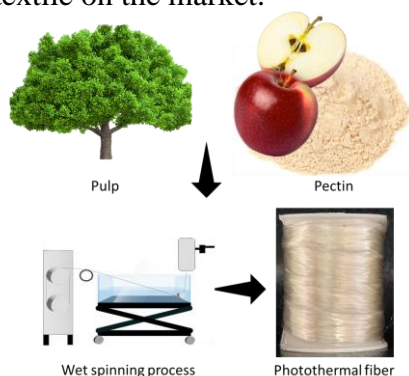 textile on the market.
Pulp
Pectin
Wet spinning process
Photothermal fiber